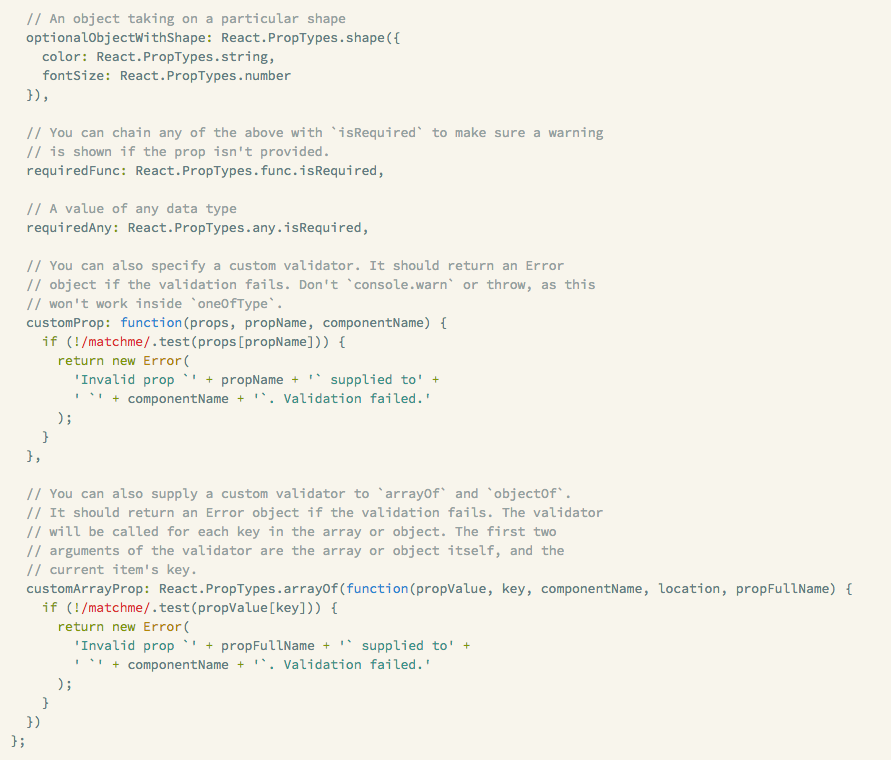 // An object taking on a particular shape
optionalObjectWithShape: React.PropTypes.shape({
color: React.PropTypes.string,
fontSize: React.PropTypes.number
}),
// You can chain any of the above with `isRequired` to make sure a warning
// is shown if the prop isn't provided.
requiredFunc: React.PropTypes.func.isRequired,
// A value of any data type
requiredAny: React.PropTypes.any.isRequired,
// You can also specify a custom validator. It should return an Error
// object if the validation fails. Don't `console.warn` or throw, as this
// won't work inside `oneOfType`.
customProp: function(props, propName, componentName) {
if (!/matchme/.test(props[propName])) {
return new Error(
'Invalid prop `' + propName + '` supplied to' +
' `' + componentName + '`. Validation failed.'
);
}
},
// You can also supply a custom validator to `arrayOf` and `objectOf`.
// It should return an Error object if the validation fails. The validator
// will be called for each key in the array or object. The first two
// arguments of the validator are the array or object itself, and the
// current item's key.
customArrayProp: React.PropTypes.arrayOf(function(propValue, key, componentName, location, propFullName) {
if (!/matchme/.test(propValue[key])) {
return new Error(
'Invalid prop `' + propFullName + '` supplied to' +
' `' + componentName + '`. Validation failed.'
);
}
})
};